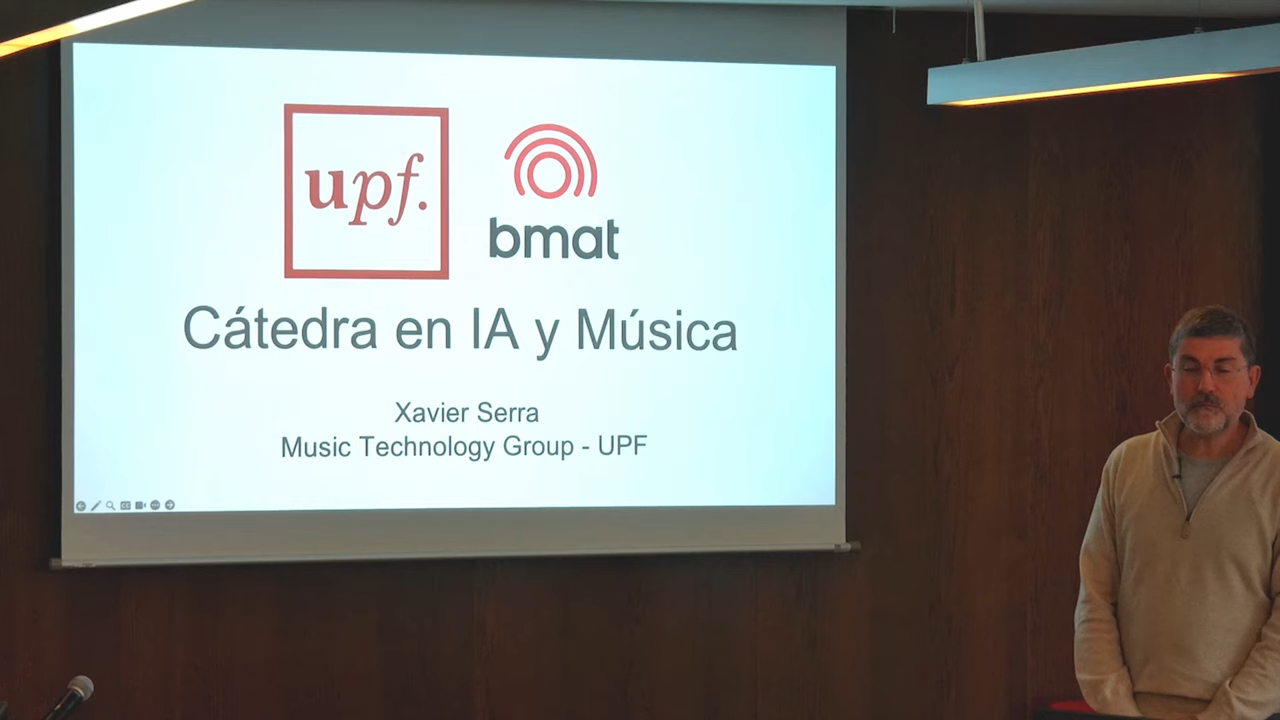 upf.
bmat
Cátedra en IA y Música
Xavier Serra
Music Technology Group - UPF